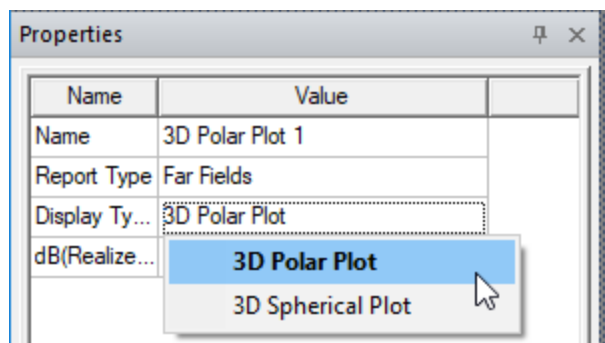 Properties
Name Value
Name 3D Polar Plot 1
Report Type Far Fields
Display Ty... 3D Polar Plot
dB(Realize...
3D Polar Plot
3D Spherical Plot